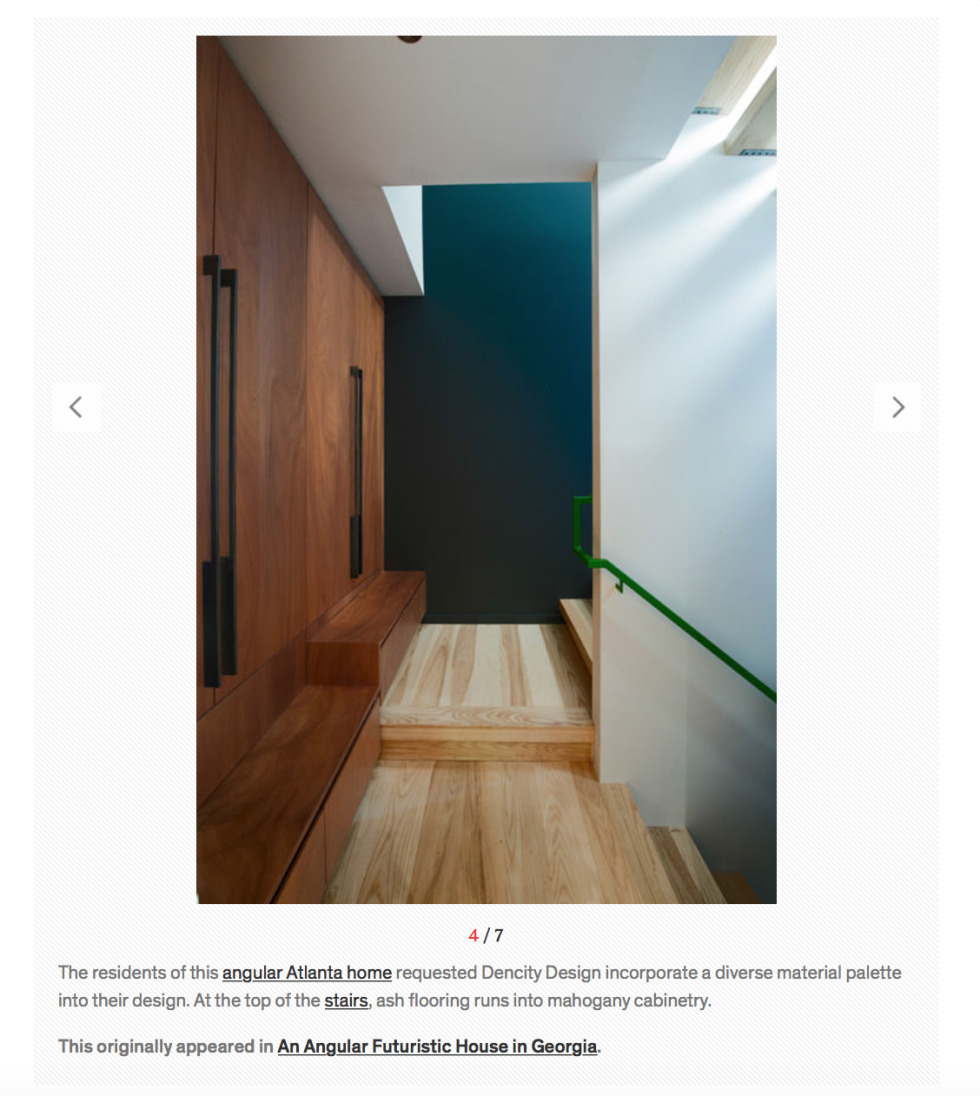 4 / 7
The residents of this angular Atlanta home requested Dencity Design incorporate a diverse material palette
into their design. At the top of the stairs, ash flooring runs into mahogany cabinetry.
This originally appeared in An Angular Futuristic House in Georgia.